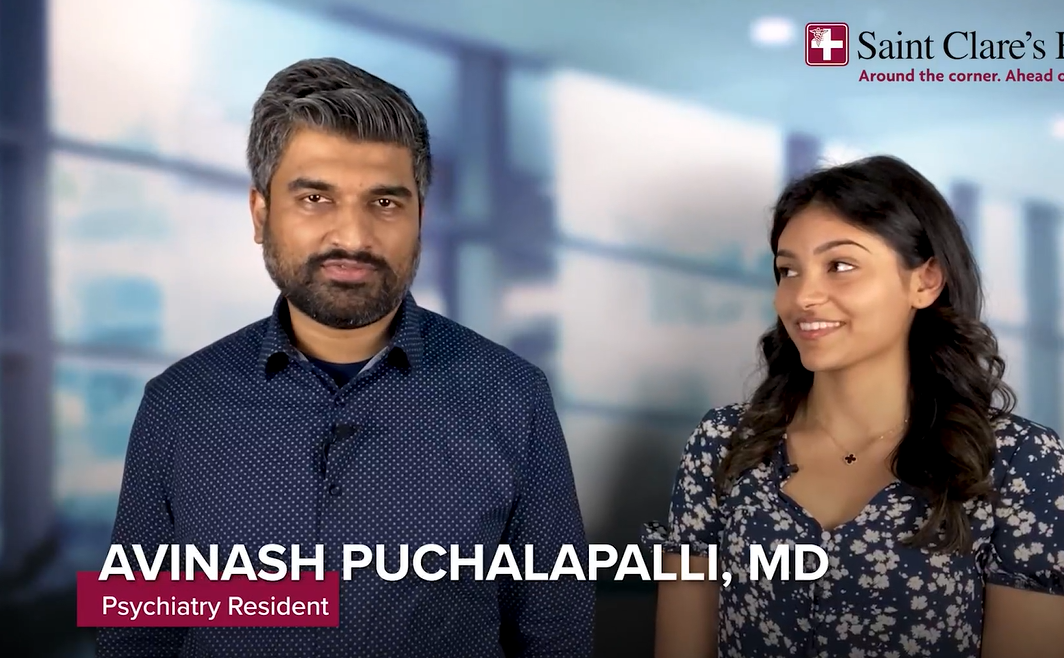 Saint Clare's
Around the corner. Ahead
AVINASH PUCHALAPALLI, MD
Psychiatry Resident